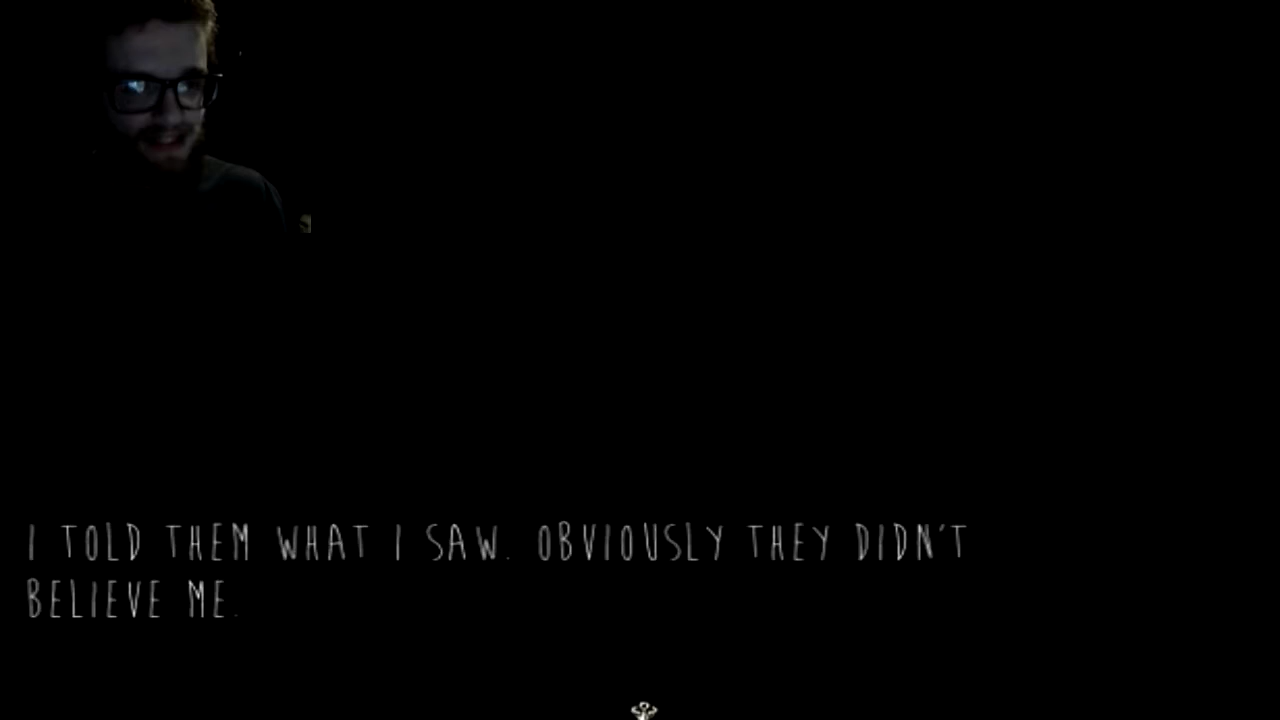 I TOLD THEM WHAT I SAW. OBVIOUSLY THEY DIDN'T
BELIEVE ME.